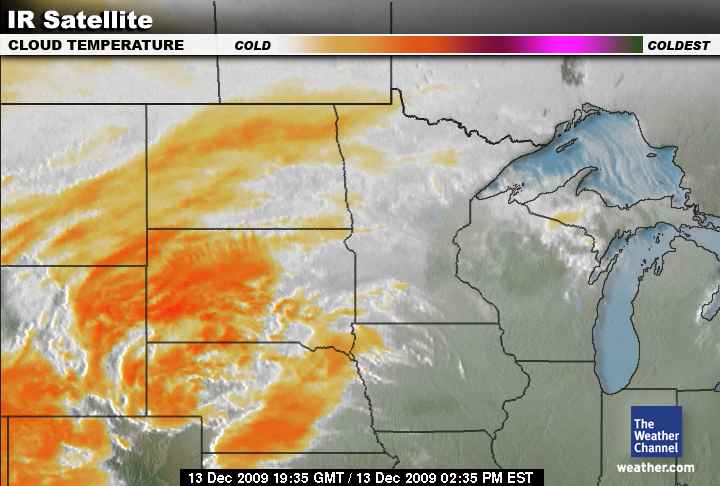 IR Satellite
CLOUD TEMPERATURE COLD COLDEST
The
Weather
Channel
weather.com
13 Dec 2009 19:35 GMT / 13 Dec 2009 02:35 PM EST